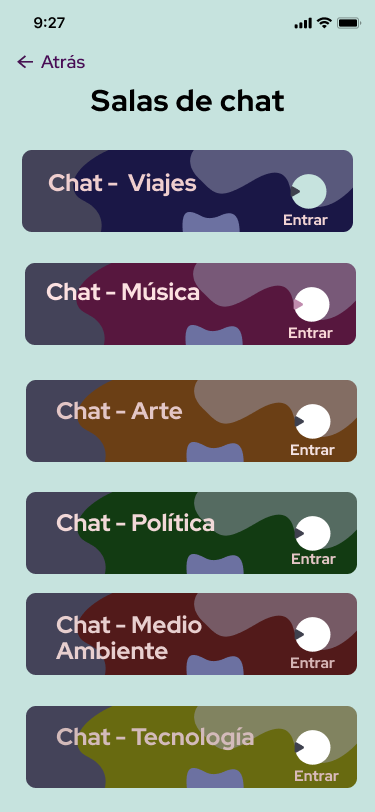 9:27
← Atrás
Salas de chat
Chat - Viajes
Entrar
Chat - Música
Entrar
Chat - Arte
Entrar
Chat - Política
Entrar
Chat - Medio
Ambiente
Entrar
Chat - Tecnología
Entrar